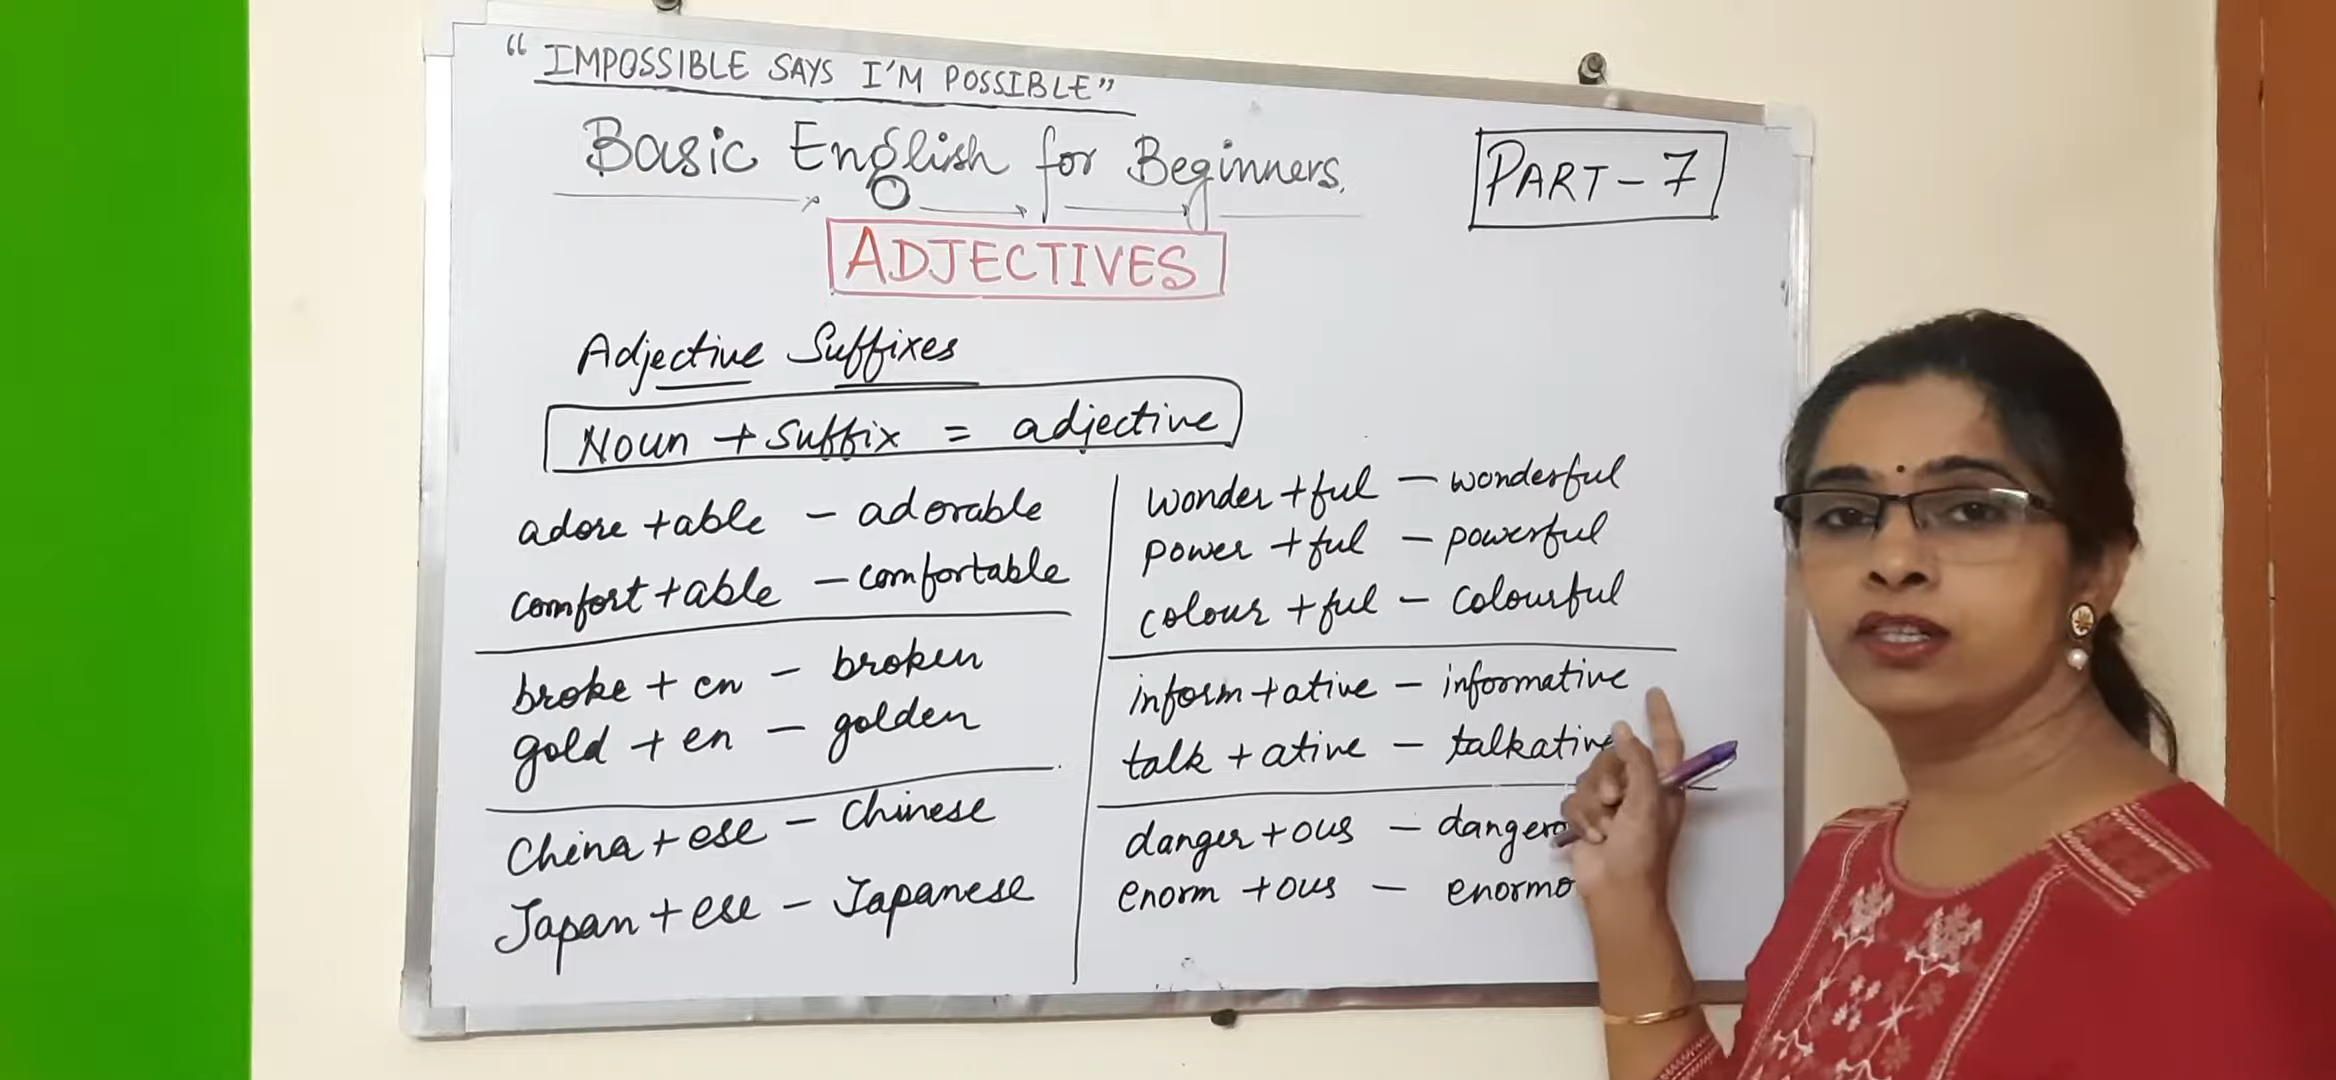 "IMPOSSIBLE SAYS I'M POSSIBLE"
Basic English for Beginners.
PART-7
ADJECTIVES
Adjective Suffixes
Noun + suffix = adjective
adore + able - adorable
comfort + able - comfortable
broke + en - broken
gold + en - golden
China + ese - Chinese
Japan + ese - Japanese
wonder + ful - wonderful
power + ful - powerful
colour + ful - colourful
inform + ative - informative
talk + ative - talkative
danger + ous - dangero
enorm + ous - enormo